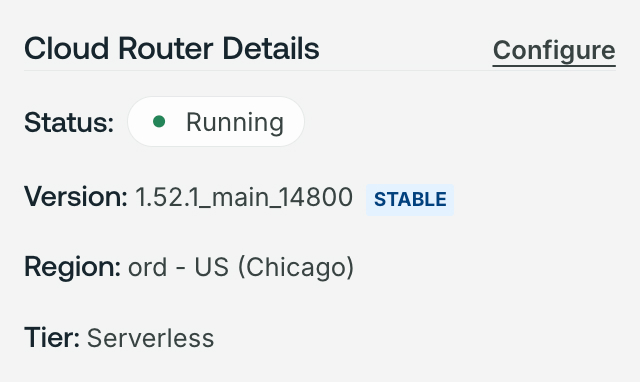 Cloud Router Details Configure
Status: Running
Version: 1.52.1_main_14800 STABLE
Region: ord - US (Chicago)
Tier: Serverless